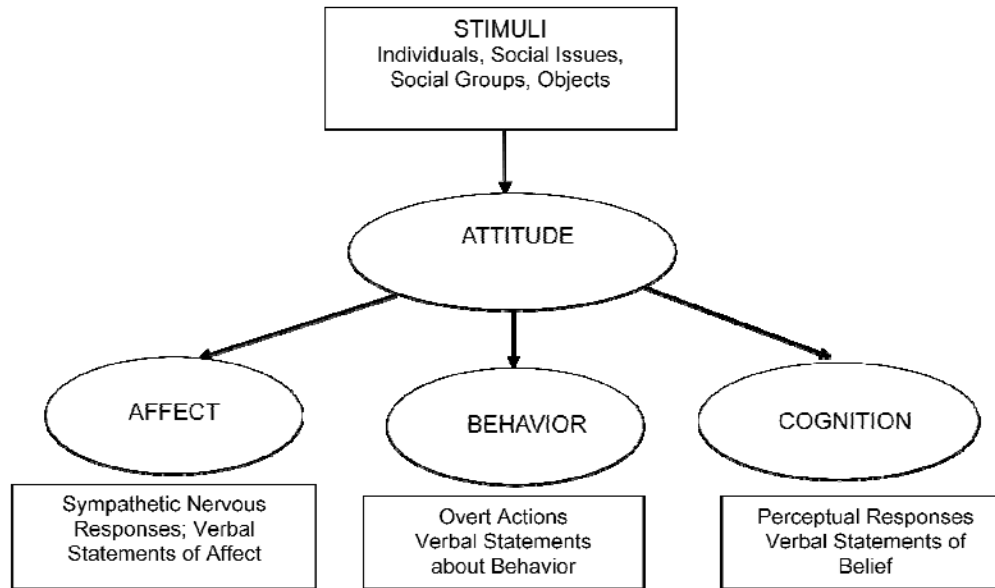 STIMULI
Individuals, Social Issues,
Social Groups, Objects
ATTITUDE
AFFECT
BEHAVIOR
COGNITION
Sympathetic Nervous
Responses; Verbal
Statements of Affect
Overt Actions
Verbal Statements
about Behavior
Perceptual Responses
Verbal Statements of
Belief